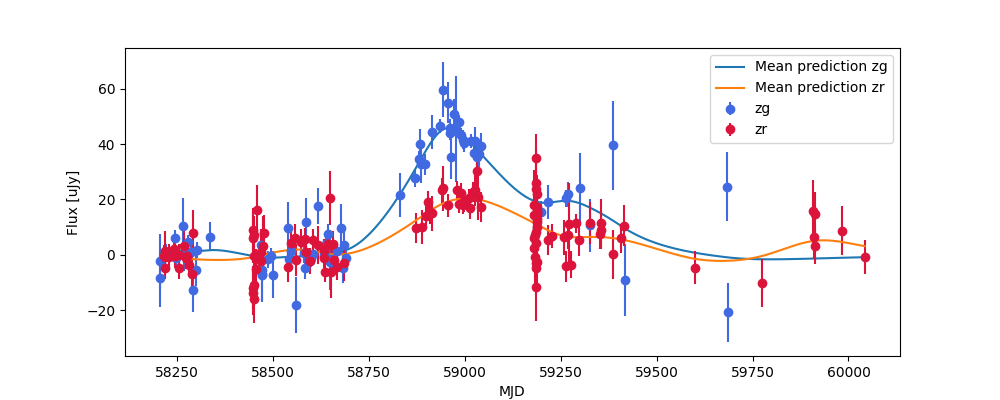 Mean prediction zg
Mean prediction zr
zg
zr
Flux [uJy]
60
40
20
0
−20
58250 58500 58750 59000 59250 59500 59750 60000
MJD